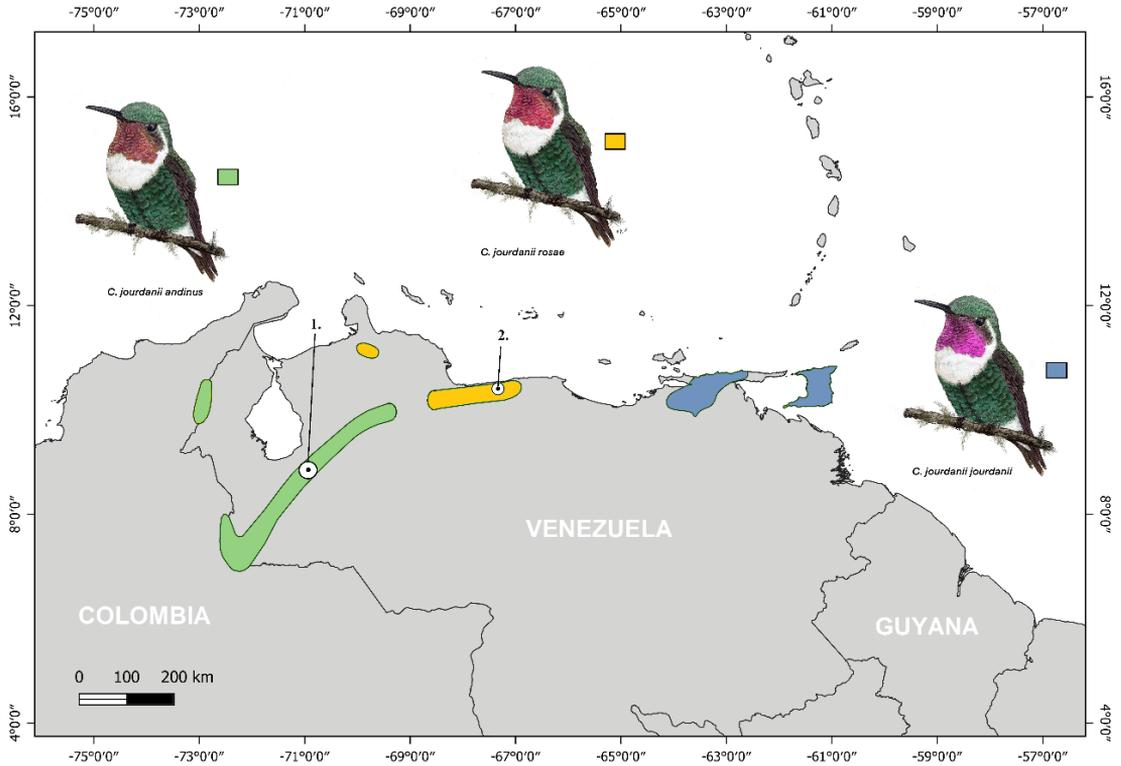 -75°0′0″ -73°0′0″ -71°0′0″ -69°0′0″ -67°0′0″ -65°0′0″ -63°0′0″ -61°0′0″ -59°0′0″ -57°0′0″
16°0′0″ 16°0′0″
C. jourdanii rosae
C. jourdanii andinus
12°0′0″ 12°0′0″
1.
2.
C. jourdanii jourdanii
8°0′0″ 8°0′0″
VENEZUELA
COLOMBIA
GUYANA
0 100 200 km
4°0′0″ 4°0′0″
-75°0′0″ -73°0′0″ -71°0′0″ -69°0′0″ -67°0′0″ -65°0′0″ -63°0′0″ -61°0′0″ -59°0′0″ -57°0′0″